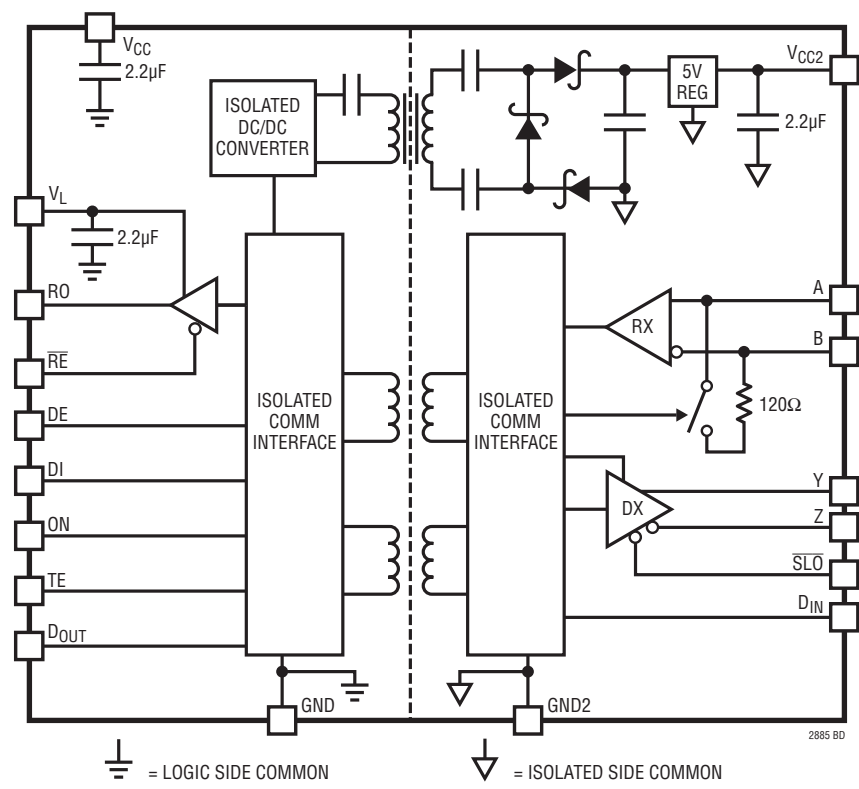 VCC
2.2µF
ISOLATED
DC/DC
CONVERTER
5V
REG
VCC2
2.2µF
VL
2.2µF
RO
RE
DE
DI
ON
TE
DOUT
ISOLATED
COMM
INTERFACE
ISOLATED
COMM
INTERFACE
RX
A
B
120Ω
DX
Y
Z
SLO
DIN
GND
GND2
2885 BD
= LOGIC SIDE COMMON
= ISOLATED SIDE COMMON